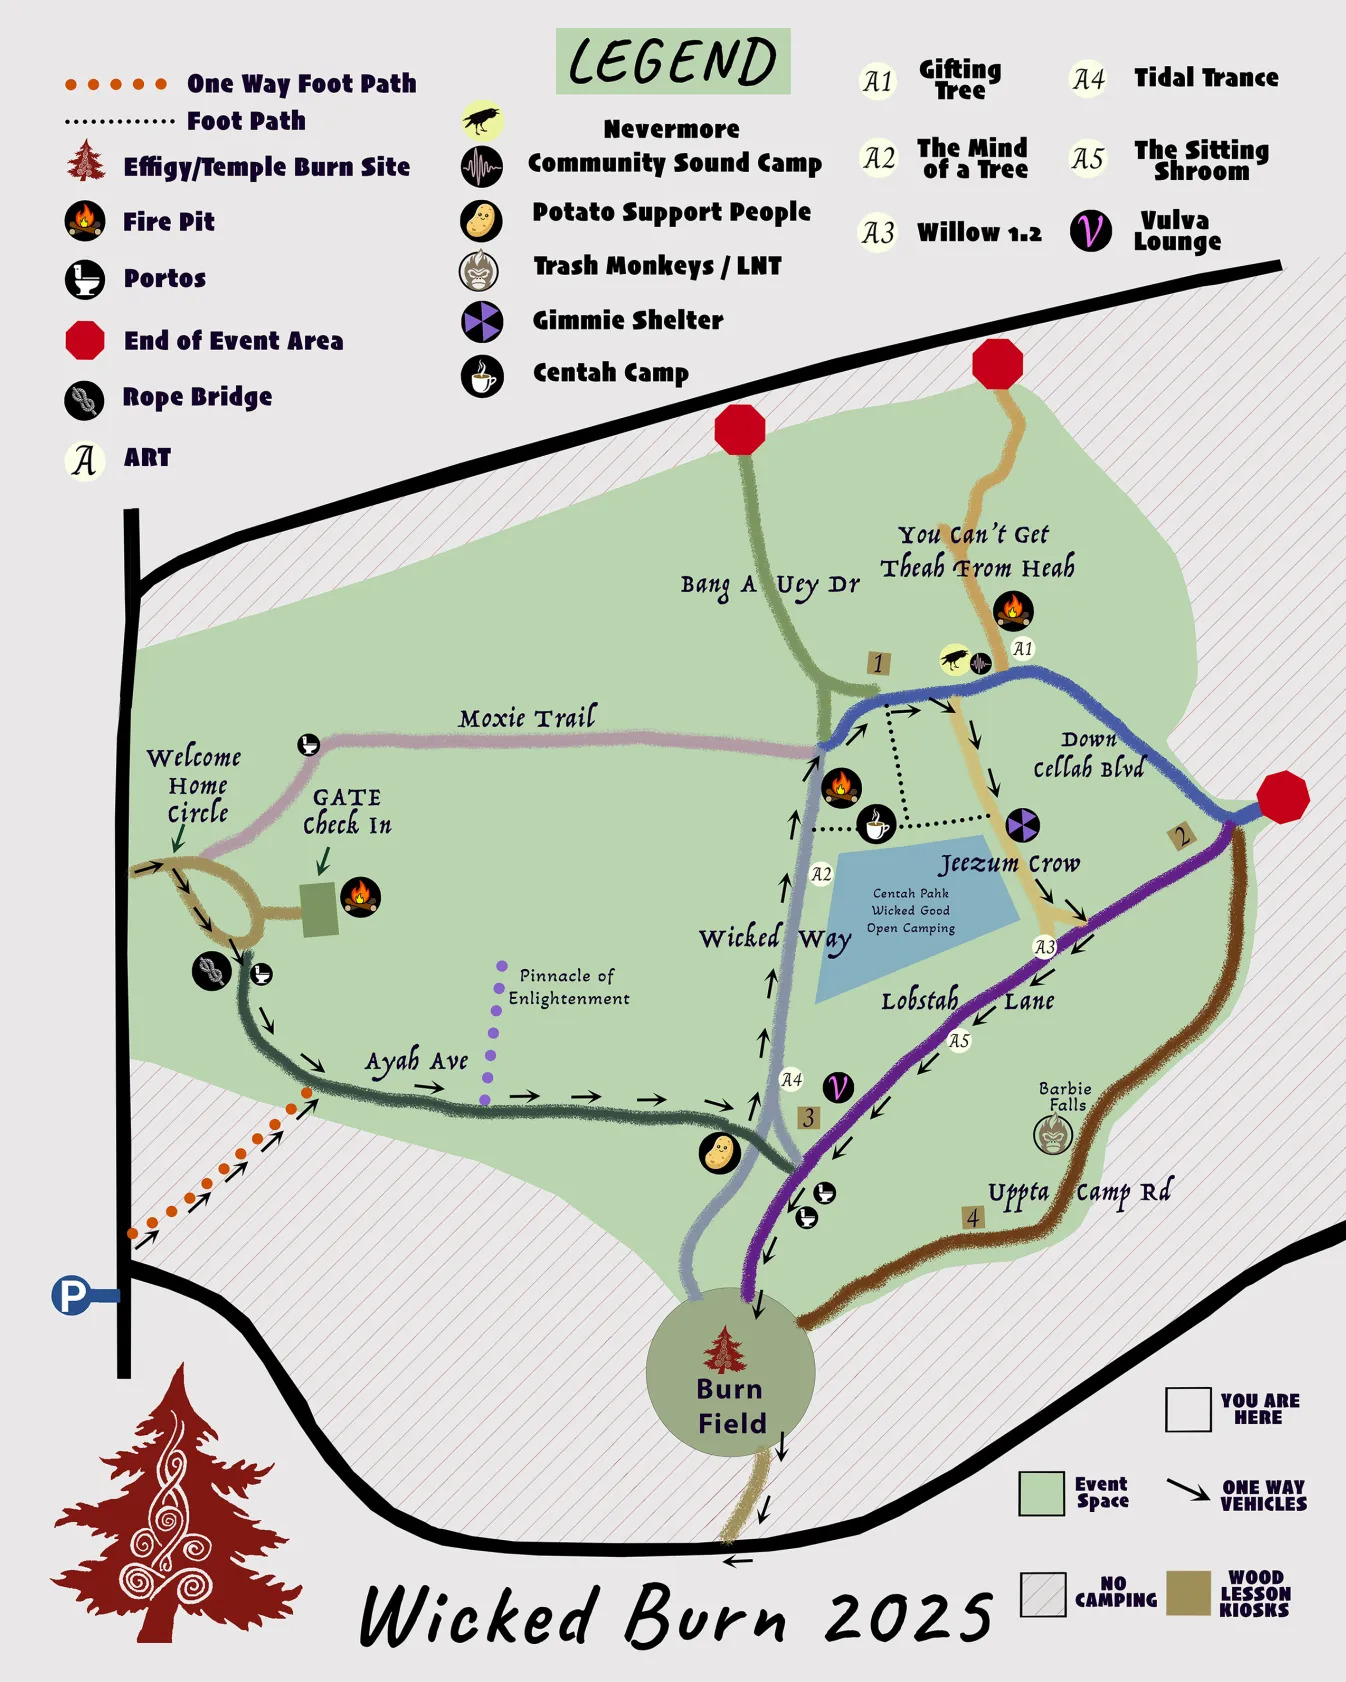 LEGEND
One Way Foot Path
Foot Path
Effigy/Temple Burn Site
Fire Pit
Portos
End of Event Area
Rope Bridge
A ART
Nevermore
Community Sound Camp
Potato Support People
Trash Monkeys / LNT
Gimmie Shelter
Centah Camp
A1 Gifting
Tree
A2 The Mind
of a Tree
A3 Willow 1.2
A4 Tidal Trance
A5 The Sitting
Shroom
V Vulva
Lounge
You Can't Get
Theah From Heah
Bang A Uey Dr
1
A1
Moxie Trail
Down
Cellah Blvd
Welcome
Home
Circle
GATE
Check In
2
Jeezum Crow
A2
Centah Pahk
Wicked Good
Open Camping
Wicked Way
A3
Pinnacle of
Enlightenment
Lobstah Lane
A5
Ayah Ave
A4
V
3
Barbie
Falls
Uppta Camp Rd
4
P
Burn
Field
YOU ARE
HERE
Event
Space
ONE WAY
VEHICLES
NO
CAMPING
WOOD
LESSON
KIOSKS
Wicked Burn 2025